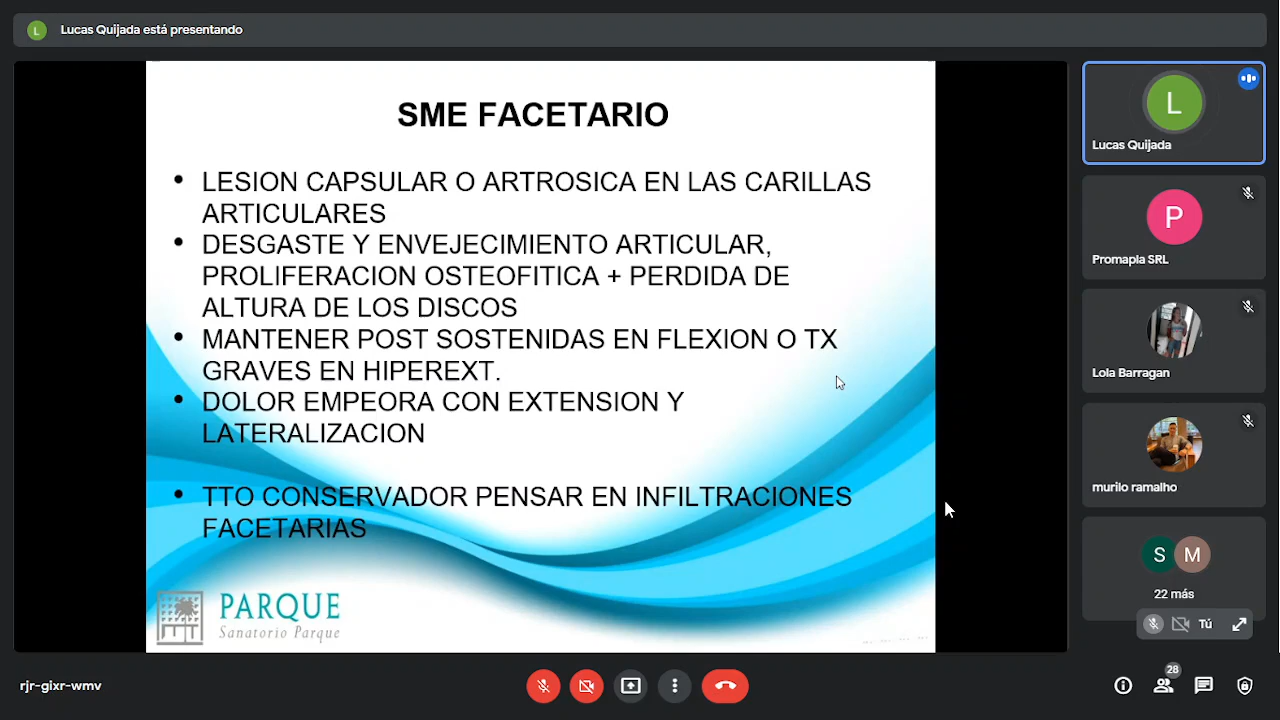 L
Lucas Quijada está presentando
SME FACETARIO
• LESION CAPSULAR O ARTROSICA EN LAS CARILLAS
ARTICULARES
• DESGASTE Y ENVEJECIMIENTO ARTICULAR,
PROLIFERACION OSTEOFITICA + PERDIDA DE
ALTURA DE LOS DISCOS
• MANTENER POST SOSTENIDAS EN FLEXION O TX
GRAVES EN HIPEREXT.
• DOLOR EMPEORA CON EXTENSION Y
LATERALIZACION
• TTO CONSERVADOR PENSAR EN INFILTRACIONES
FACETARIAS
PARQUE
Sanatorio Parque
L
Lucas Quijada
P
Promapla SRL
Lola Barragan
murilo ramalho
S M
22 más
Tú
rjr-gixr-wmv
28